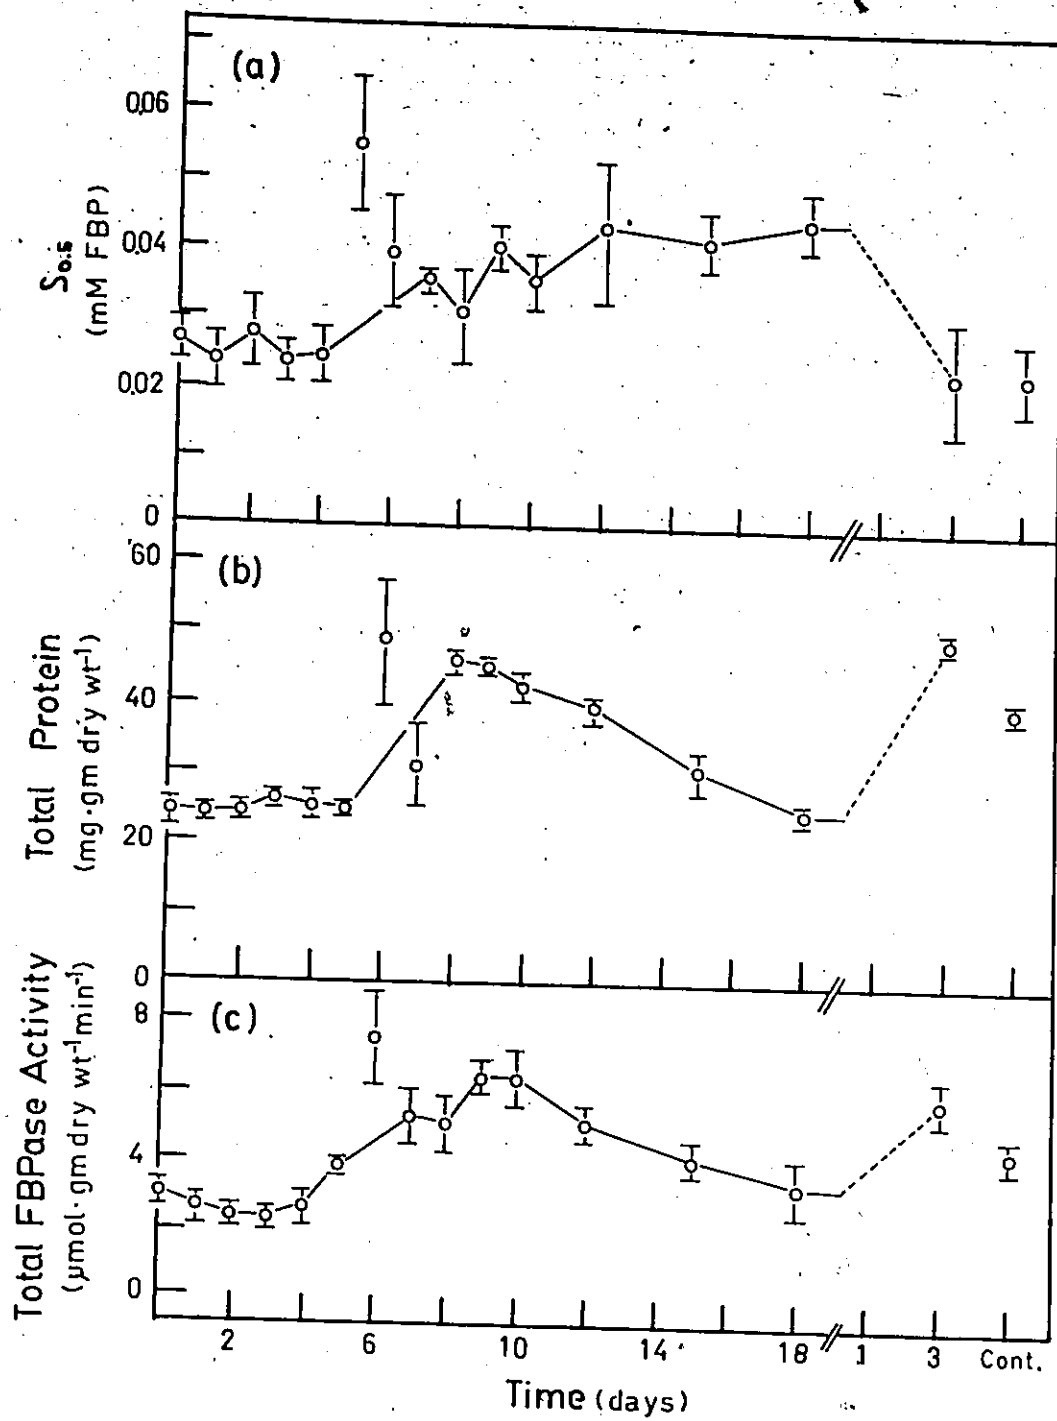 (a)
0.06
0.04
0.02
0
S0.5
(mM FBP)
(b)
60
40
20
0
Total Protein
(mg·gm dry wt-1)
(c)
8
4
0
Total FBPase Activity
(µmol·gm dry wt-1min-1)
2 6 10 14 18 1 3 Cont.
Time (days)